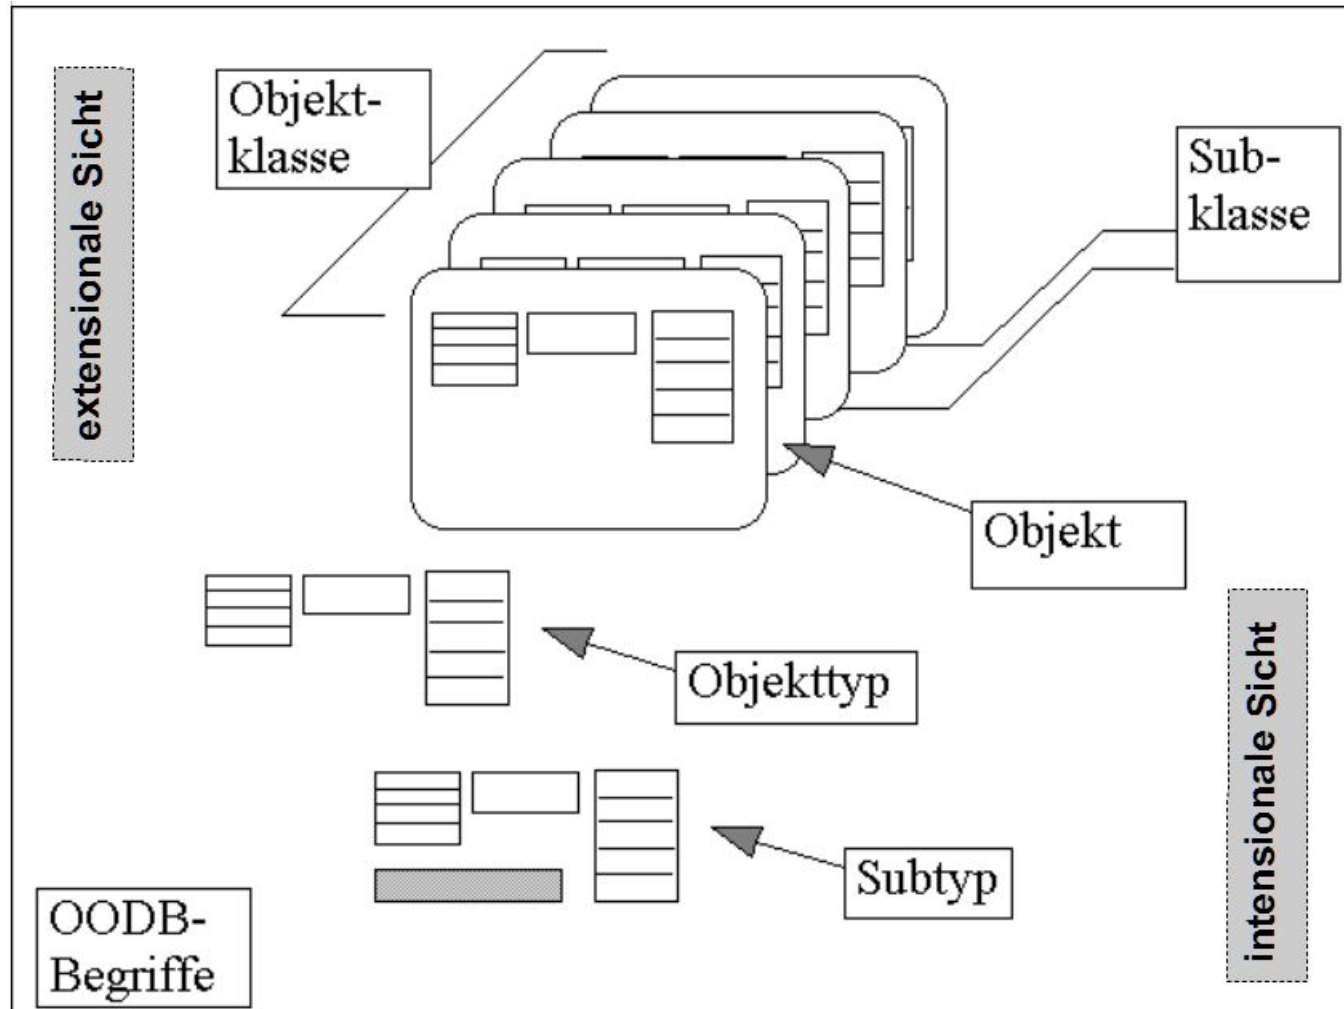 extensionale Sicht
Objekt-
klasse
Sub-
klasse
Objekt
Objekttyp
intensionale Sicht
Subtyp
OODB-
Begriffe